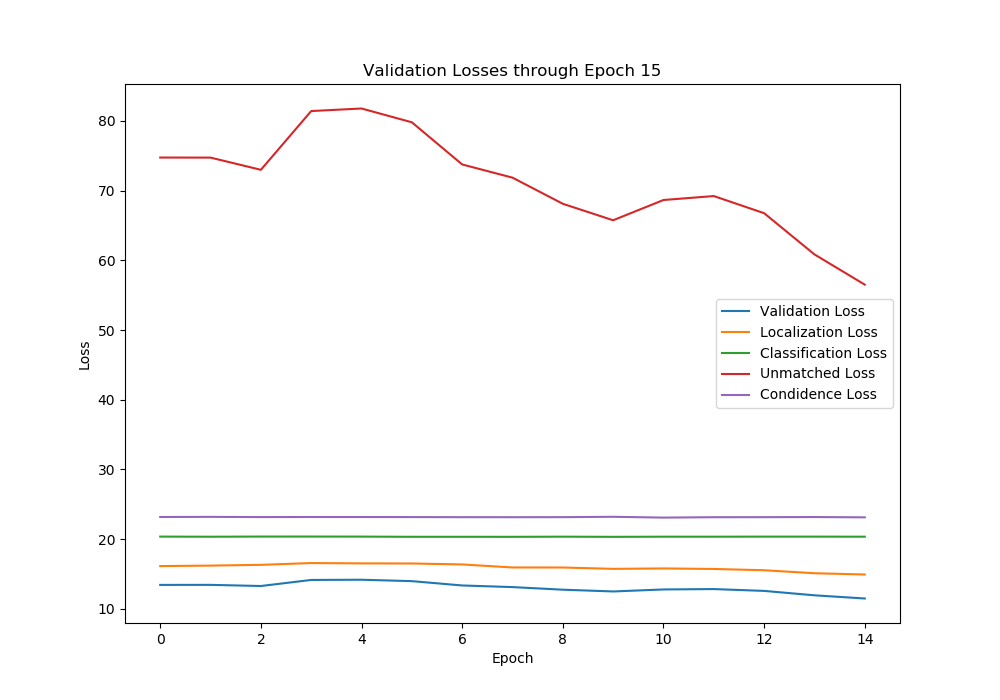 Validation Losses through Epoch 15
80
70
60
50
40
30
20
10
Loss
Validation Loss
Localization Loss
Classification Loss
Unmatched Loss
Condidence Loss
0 2 4 6 8 10 12 14
Epoch